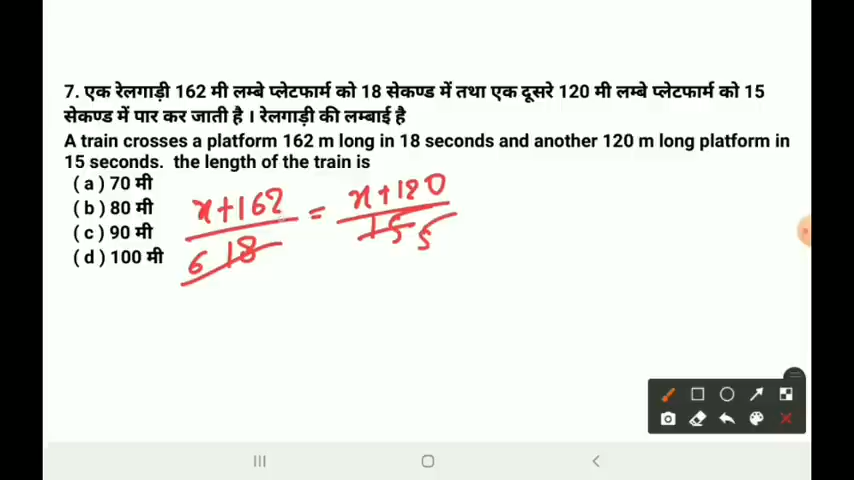 7. एक रेलगाड़ी 162 मी लम्बे प्लेटफार्म को 18 सेकण्ड में तथा एक दूसरे 120 मी लम्बे प्लेटफार्म को 15
सेकण्ड में पार कर जाती है । रेलगाड़ी की लम्बाई है
A train crosses a platform 162 m long in 18 seconds and another 120 m long platform in
15 seconds.  the length of the train is
( a ) 70 मी
( b ) 80 मी
( c ) 90 मी
( d ) 100 मी
x+162 = x+120
6 18 15 5